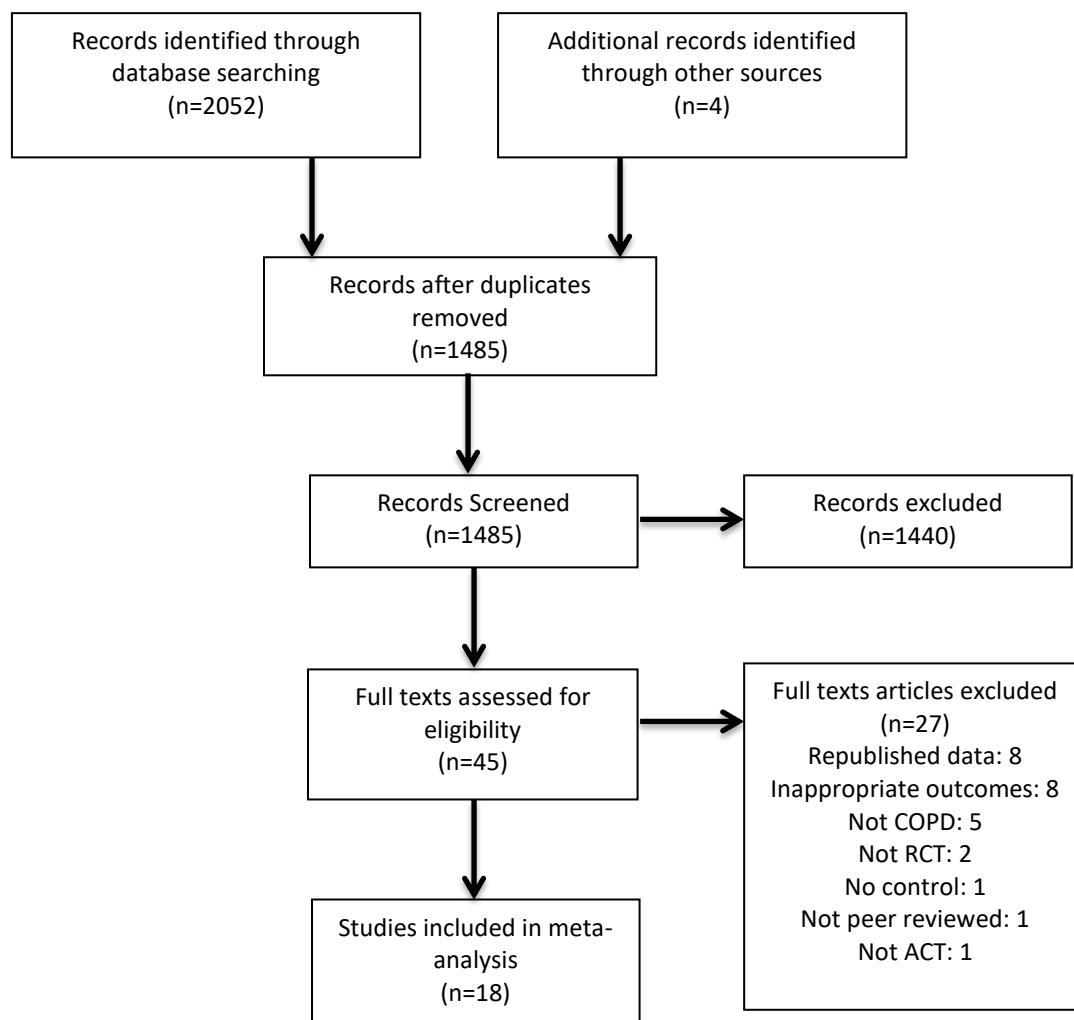 Records identified through
database searching
(n=2052)
Additional records identified
through other sources
(n=4)
Records after duplicates
removed
(n=1485)
Records Screened
(n=1485)
Records excluded
(n=1440)
Full texts assessed for
eligibility
(n=45)
Full texts articles excluded
(n=27)
Republished data: 8
Inappropriate outcomes: 8
Not COPD: 5
Not RCT: 2
No control: 1
Not peer reviewed: 1
Not ACT: 1
Studies included in meta-
analysis
(n=18)